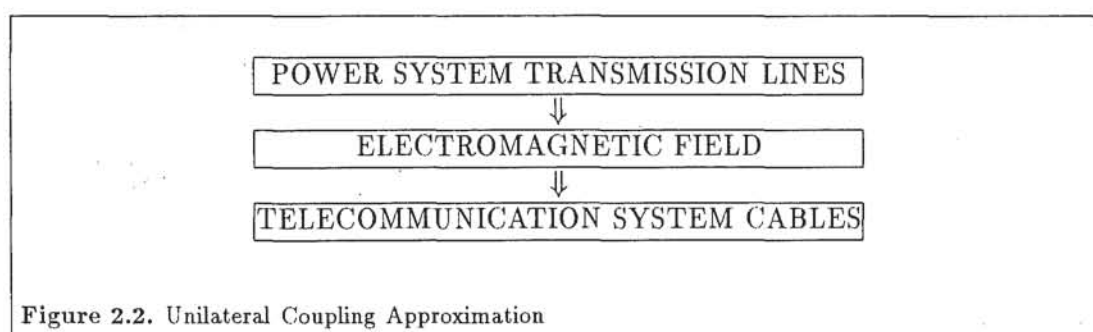 POWER SYSTEM TRANSMISSION LINES
⇓
ELECTROMAGNETIC FIELD
⇓
TELECOMMUNICATION SYSTEM CABLES
Figure 2.2. Unilateral Coupling Approximation